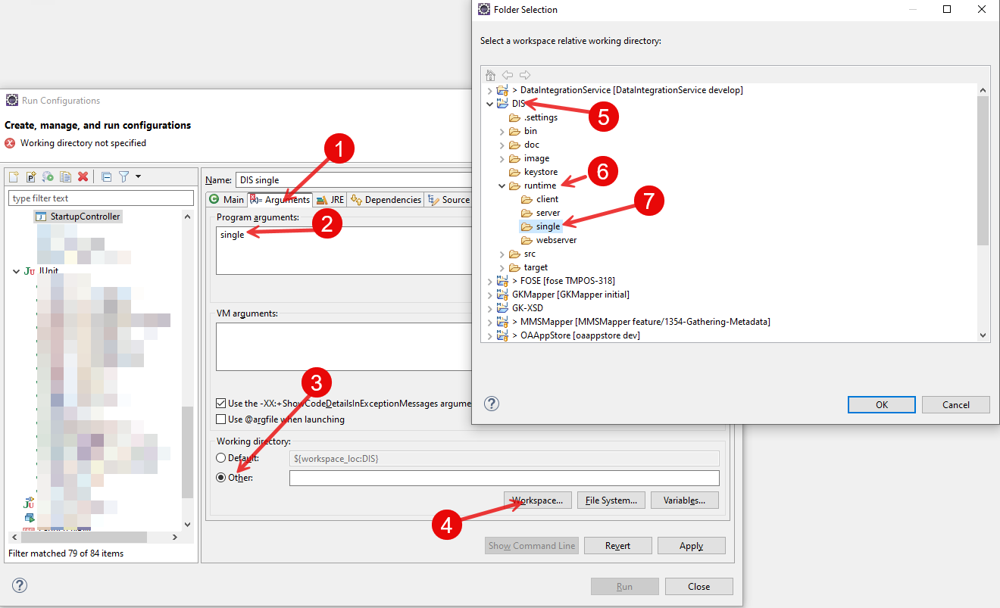 Folder Selection
Select a workspace relative working directory:
> DataIntegrationService [DataIntegrationService develop]
DIS
5
.settings
bin
doc
image
keystore
6
runtime
client
7
server
single
webserver
src
target
> FOSE [fose TMPOS-318]
GKMapper [GKMapper initial]
GK-XSD
> MMSMapper [MMSMapper feature/1354-Gathering-Metadata]
> OAAppStore [oaappstore dev]
?
OK
Cancel
Run Configurations
Create, manage, and run configurations
Working directory not specified
1
type filter text
StartupController
JUnit
Filter matched 79 of 84 items
Name: DIS single
Main
(x)= Arguments
JRE
Dependencies
Source
Program arguments:
2
single
VM arguments:
3
Use the -XX:+ShowCodeDetailsInExceptionMessages argume
Use @argfile when launching
Working directory:
Default: ${workspace_loc:DIS}
Other:
Workspace...
File System...
Variables...
4
Show Command Line
Revert
Apply
?
Run
Close